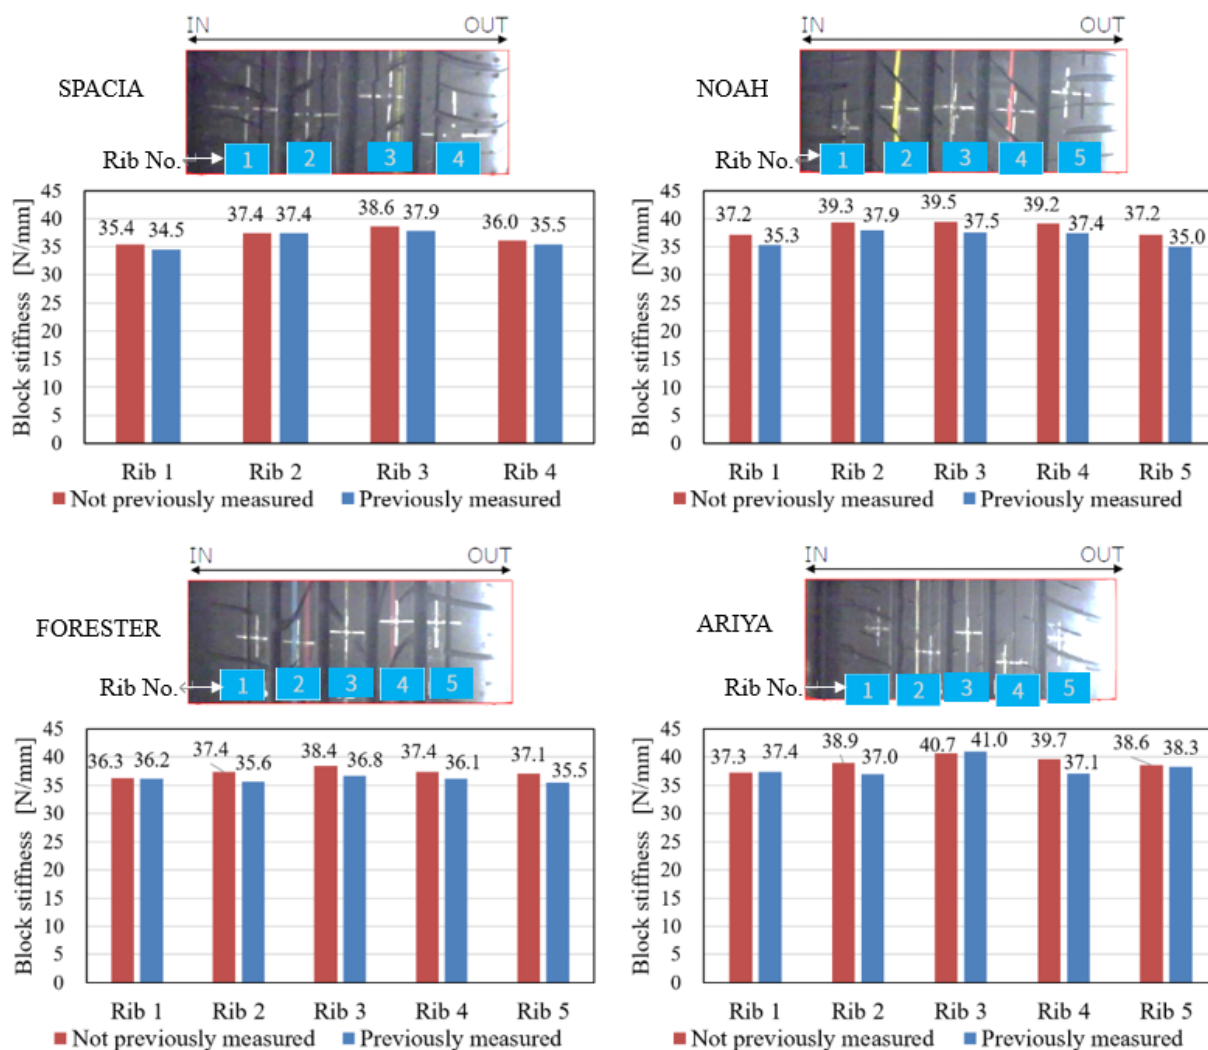 IN OUT
SPACIA
Rib No. 1 2 3 4
Block stiffness [N/mm]
45
40
35
30
25
20
15
10
5
0
35.4 34.5 37.4 37.4 38.6 37.9 36.0 35.5
Rib 1 Rib 2 Rib 3 Rib 4
Not previously measured Previously measured
IN OUT
NOAH
Rib No. 1 2 3 4 5
Block stiffness [N/mm]
45
40
35
30
25
20
15
10
5
0
37.2 35.3 39.3 37.9 39.5 37.5 39.2 37.4 37.2 35.0
Rib 1 Rib 2 Rib 3 Rib 4 Rib 5
Not previously measured Previously measured
IN OUT
FORESTER
Rib No. 1 2 3 4 5
Block stiffness [N/mm]
45
40
35
30
25
20
15
10
5
0
36.3 36.2 37.4 35.6 38.4 36.8 37.4 36.1 37.1 35.5
Rib 1 Rib 2 Rib 3 Rib 4 Rib 5
Not previously measured Previously measured
IN OUT
ARIYA
Rib No. 1 2 3 4 5
Block stiffness [N/mm]
45
40
35
30
25
20
15
10
5
0
37.3 37.4 38.9 37.0 40.7 41.0 39.7 37.1 38.6 38.3
Rib 1 Rib 2 Rib 3 Rib 4 Rib 5
Not previously measured Previously measured